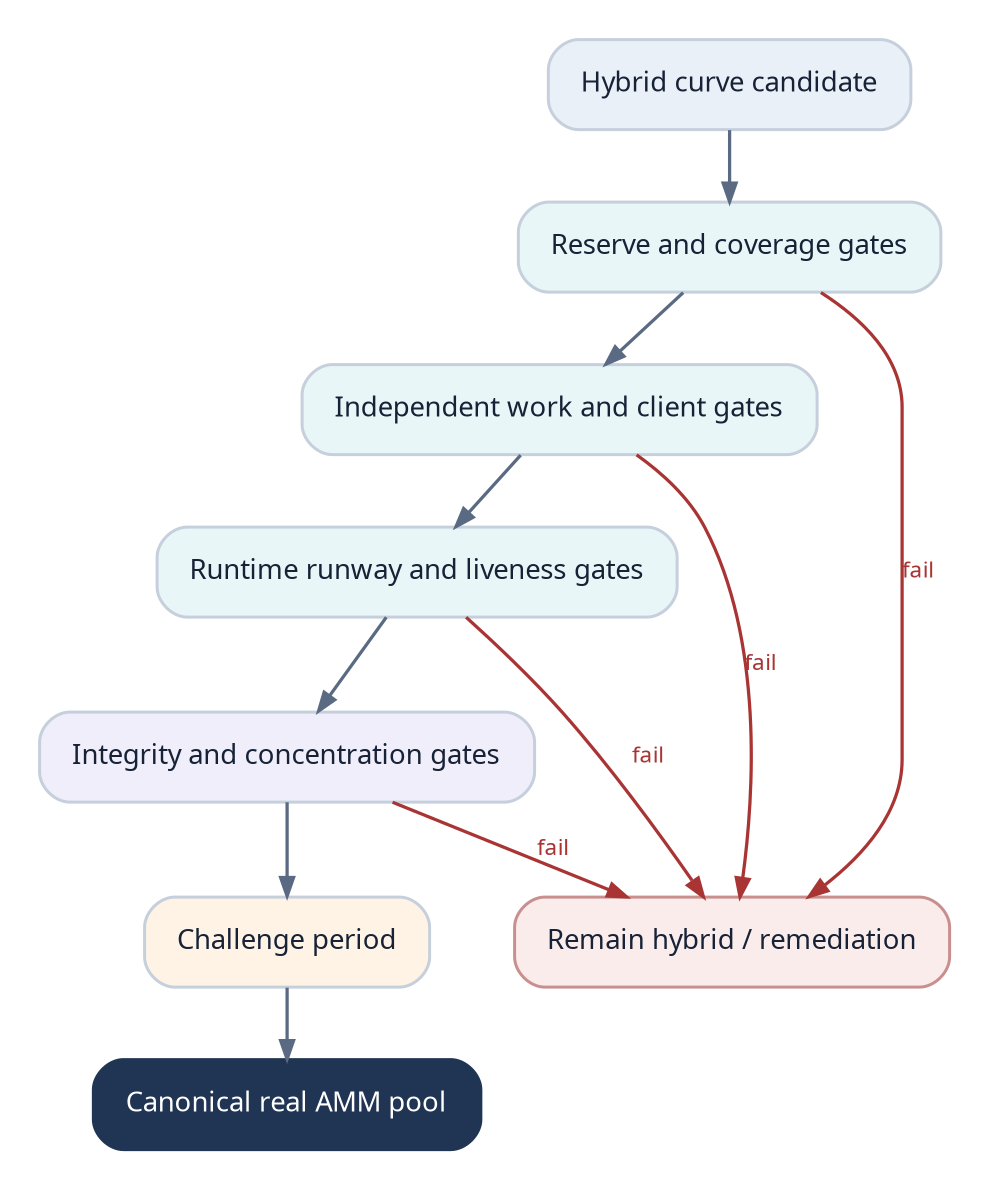 Hybrid curve candidate
Reserve and coverage gates
Independent work and client gates
Runtime runway and liveness gates
fail
fail
Integrity and concentration gates
fail
fail
Challenge period
Remain hybrid / remediation
Canonical real AMM pool